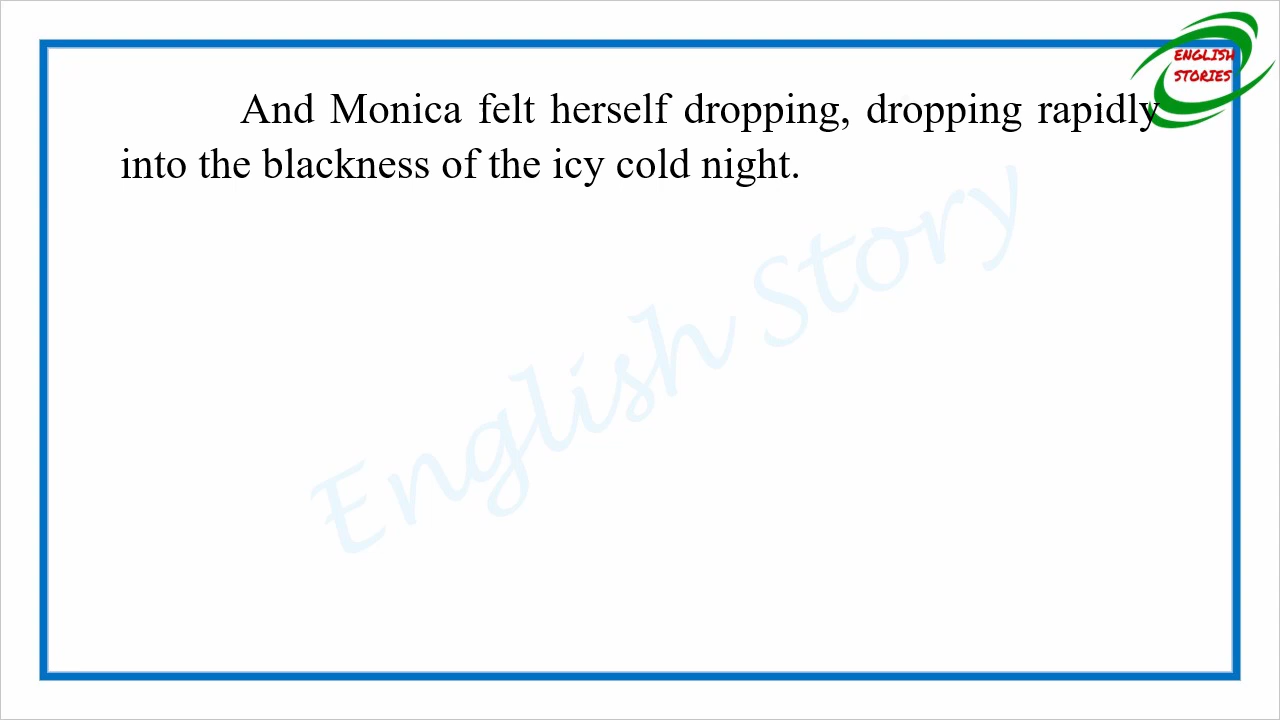 ENGLISH
STORIES
And Monica felt herself dropping, dropping rapidly
into the blackness of the icy cold night.
English Story